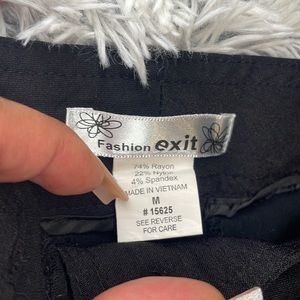 Fashion exit
74% Rayon
22% Nylon
4% Spandex
MADE IN VIETNAM
M
# 15625
SEE REVERSE
FOR CARE